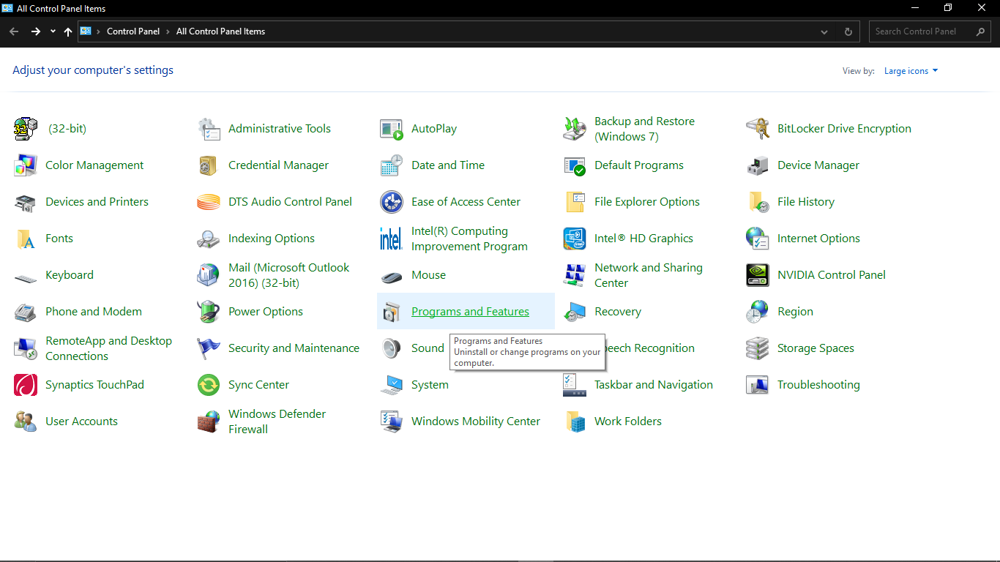 All Control Panel Items
Control Panel > All Control Panel Items
Search Control Panel
Adjust your computer's settings
View by: Large icons
32 (32-bit)
Administrative Tools
AutoPlay
Backup and Restore
(Windows 7)
BitLocker Drive Encryption
Color Management
Credential Manager
Date and Time
Default Programs
Device Manager
Devices and Printers
DTS Audio Control Panel
Ease of Access Center
File Explorer Options
File History
A Fonts
Indexing Options
intel Intel(R) Computing
Improvement Program
intel Intel® HD Graphics
Internet Options
Keyboard
Mail (Microsoft Outlook
2016) (32-bit)
Mouse
Network and Sharing
Center
NVIDIA Control Panel
Phone and Modem
Power Options
Programs and Features
Recovery
Region
RemoteApp and Desktop
Connections
Security and Maintenance
Sound
Programs and Features
Uninstall or change programs on your
computer.
peech Recognition
Storage Spaces
Synaptics TouchPad
Sync Center
System
Taskbar and Navigation
Troubleshooting
User Accounts
Windows Defender
Firewall
Windows Mobility Center
Work Folders